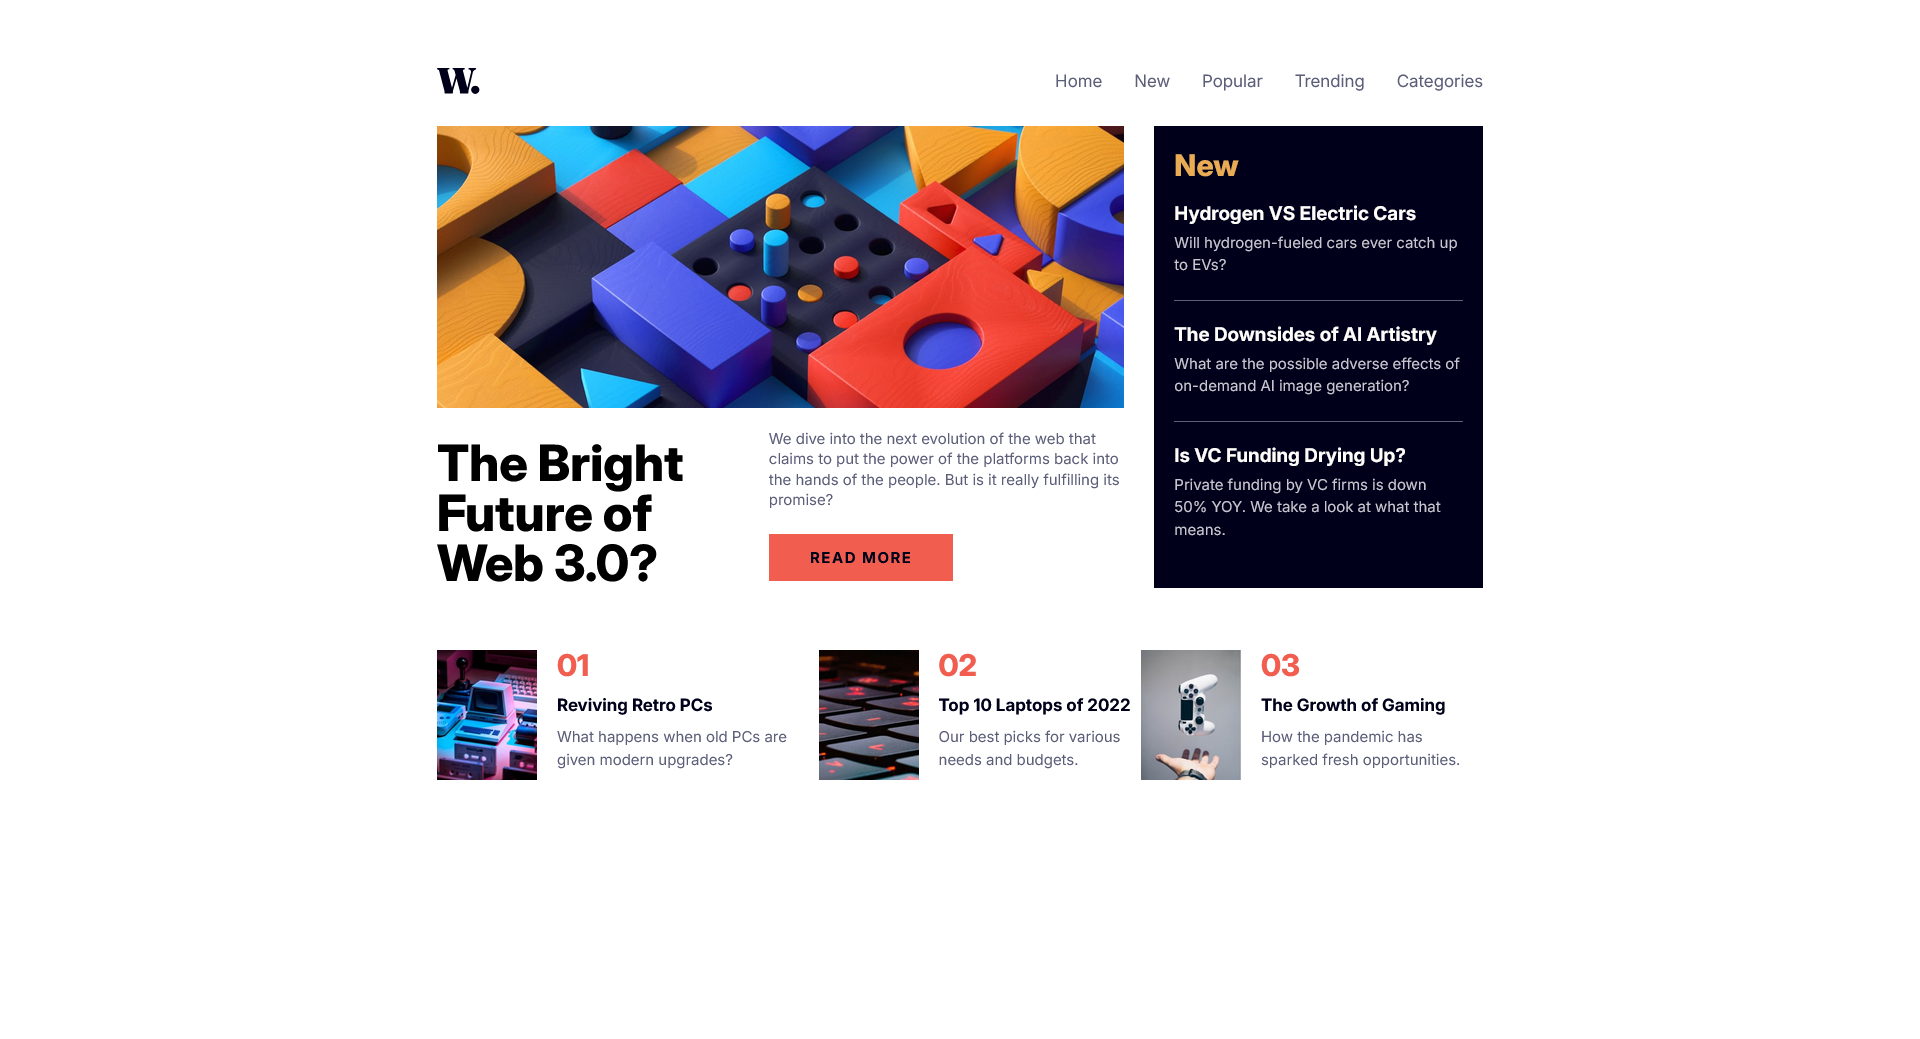 W.
Home New Popular Trending Categories
New
Hydrogen VS Electric Cars
Will hydrogen-fueled cars ever catch up
to EVs?
The Downsides of AI Artistry
What are the possible adverse effects of
on-demand AI image generation?
Is VC Funding Drying Up?
Private funding by VC firms is down
50% YOY. We take a look at what that
means.
The Bright
Future of
Web 3.0?
We dive into the next evolution of the web that
claims to put the power of the platforms back into
the hands of the people. But is it really fulfilling its
promise?
READ MORE
01
Reviving Retro PCs
What happens when old PCs are
given modern upgrades?
02
Top 10 Laptops of 2022
Our best picks for various
needs and budgets.
03
The Growth of Gaming
How the pandemic has
sparked fresh opportunities.